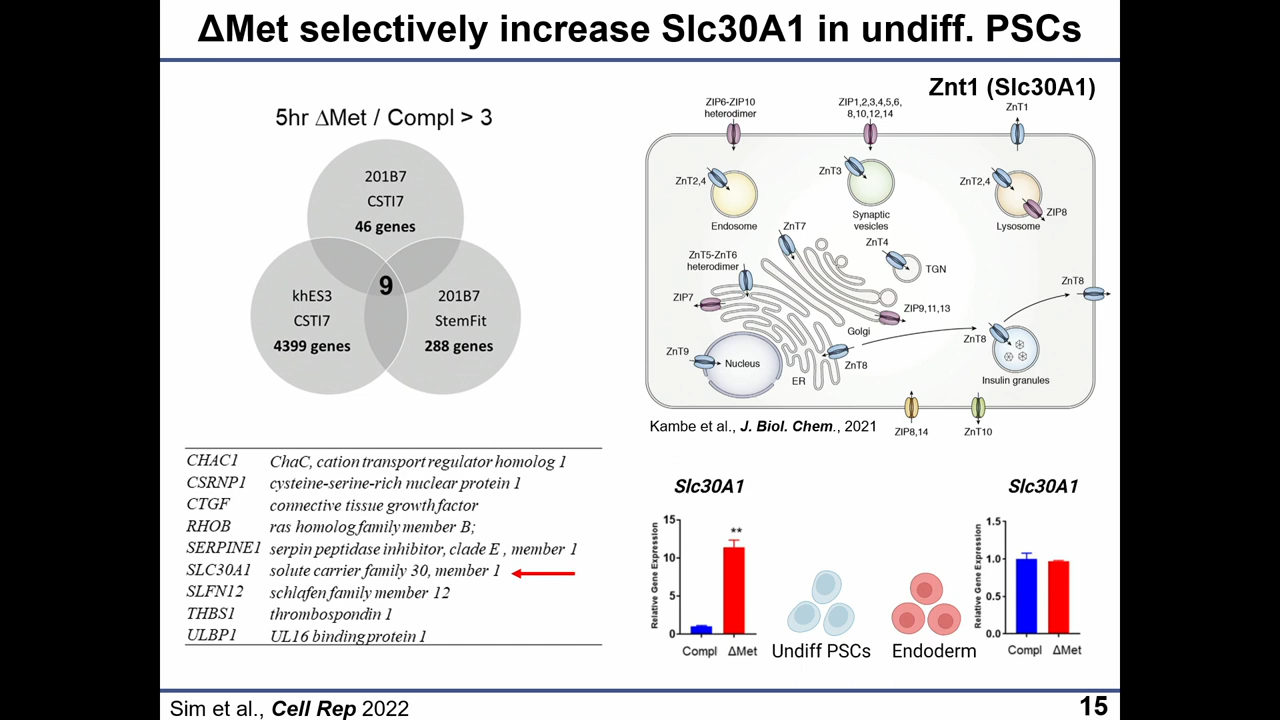 ΔMet selectively increase Slc30A1 in undiff. PSCs
5hr ΔMet / Compl > 3
201B7
CSTI7
46 genes
9
khES3
CSTI7
4399 genes
201B7
StemFit
288 genes
CHAC1 ChaC, cation transport regulator homolog 1
CSRNP1 cysteine-serine-rich nuclear protein 1
CTGF connective tissue growth factor
RHOB ras homolog family member B;
SERPINE1 serpin peptidase inhibitor, clade E , member 1
SLC30A1 solute carrier family 30, member 1
SLFN12 schlafen family member 12
THBS1 thrombospondin 1
ULBP1 UL16 binding protein 1
Znt1 (Slc30A1)
ZIP6-ZIP10
heterodimer
ZIP1,2,3,4,5,6,
8,10,12,14
ZnT1
ZnT2,4
Endosome
ZnT3
Synaptic
vesicles
ZnT2,4
ZIP8
Lysosome
ZnT7
ZnT4
TGN
ZnT5-ZnT6
heterodimer
ZIP7
ZIP9,11,13
Golgi
ZnT8
ZnT8
Insulin granules
ZnT9
Nucleus
ER
ZnT8
ZIP8,14
ZnT10
Kambe et al., J. Biol. Chem., 2021
Slc30A1
Relative Gene Expression
15
10
5
0
**
Compl ΔMet
Undiff PSCs
Endoderm
Slc30A1
Relative Gene Expression
1.5
1.0
0.5
0.0
Compl ΔMet
Sim et al., Cell Rep 2022
15